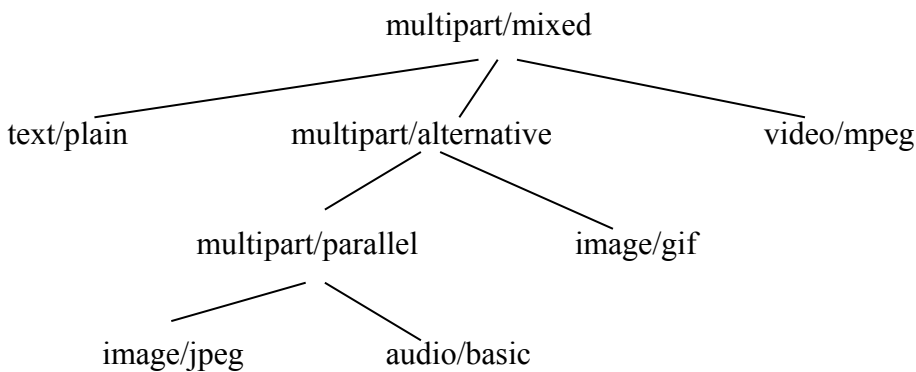 multipart/mixed
text/plain multipart/alternative video/mpeg
multipart/parallel image/gif
image/jpeg audio/basic